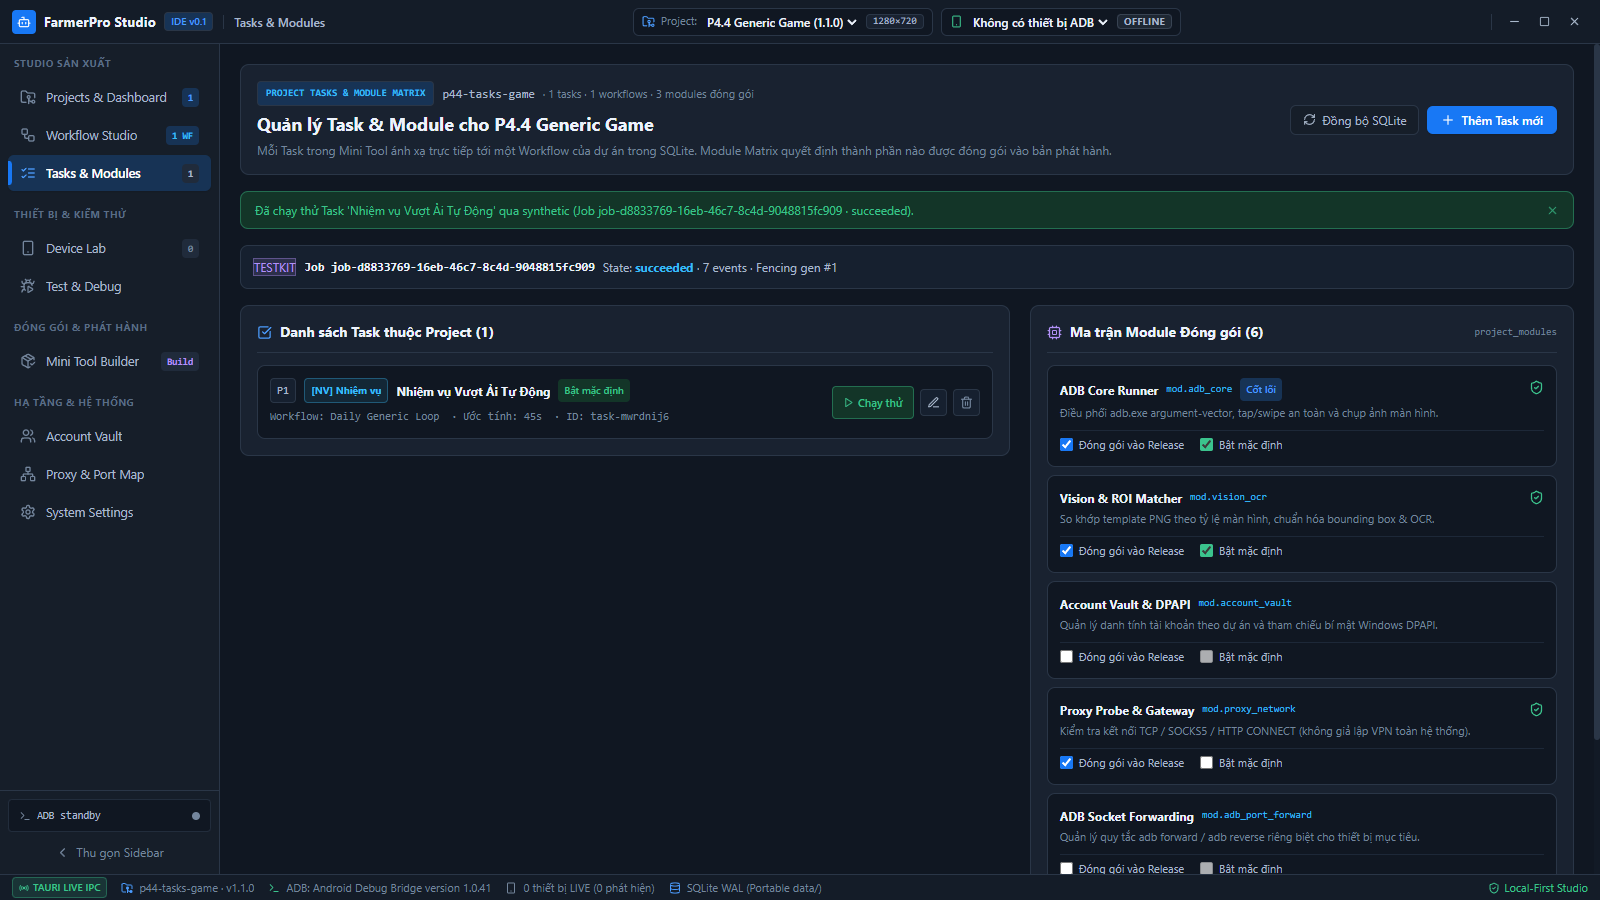 FarmerPro Studio IDE v0.1 Tasks & Modules
Project: P4.4 Generic Game (1.1.0) 1280×720
Không có thiết bị ADB OFFLINE
STUDIO SẢN XUẤT
Projects & Dashboard 1
Workflow Studio 1 WF
Tasks & Modules 1
THIẾT BỊ & KIỂM THỬ
Device Lab 0
Test & Debug
ĐÓNG GÓI & PHÁT HÀNH
Mini Tool Builder Build
HẠ TẦNG & HỆ THỐNG
Account Vault
Proxy & Port Map
System Settings
ADB standby
Thu gọn Sidebar
PROJECT TASKS & MODULE MATRIX p44-tasks-game · 1 tasks · 1 workflows · 3 modules đóng gói
Quản lý Task & Module cho P4.4 Generic Game
Mỗi Task trong Mini Tool ánh xạ trực tiếp tới một Workflow của dự án trong SQLite. Module Matrix quyết định thành phần nào được đóng gói vào bản phát hành.
Đồng bộ SQLite
Thêm Task mới
Đã chạy thử Task 'Nhiệm vụ Vượt Ải Tự Động' qua synthetic (Job job-d8833769-16eb-46c7-8c4d-9048815fc909 · succeeded).
TESTKIT Job job-d8833769-16eb-46c7-8c4d-9048815fc909 State: succeeded · 7 events · Fencing gen #1
Danh sách Task thuộc Project (1)
P1 [NV] Nhiệm vụ Nhiệm vụ Vượt Ải Tự Động Bật mặc định
Workflow: Daily Generic Loop · Ước tính: 45s · ID: task-mwrdnij6
Chạy thử
Ma trận Module Đóng gói (6) project_modules
ADB Core Runner mod.adb_core Cốt lõi
Điều phối adb.exe argument-vector, tap/swipe an toàn và chụp ảnh màn hình.
Đóng gói vào Release Bật mặc định
Vision & ROI Matcher mod.vision_ocr
So khớp template PNG theo tỷ lệ màn hình, chuẩn hóa bounding box & OCR.
Đóng gói vào Release Bật mặc định
Account Vault & DPAPI mod.account_vault
Quản lý danh tính tài khoản theo dự án và tham chiếu bí mật Windows DPAPI.
Đóng gói vào Release Bật mặc định
Proxy Probe & Gateway mod.proxy_network
Kiểm tra kết nối TCP / SOCKS5 / HTTP CONNECT (không giả lập VPN toàn hệ thống).
Đóng gói vào Release Bật mặc định
ADB Socket Forwarding mod.adb_port_forward
Quản lý quy tắc adb forward / adb reverse riêng biệt cho thiết bị mục tiêu.
Đóng gói vào Release Bật mặc định
TAURI LIVE IPC p44-tasks-game · v1.1.0 ADB: Android Debug Bridge version 1.0.41 0 thiết bị LIVE (0 phát hiện) SQLite WAL (Portable data/) Local-First Studio